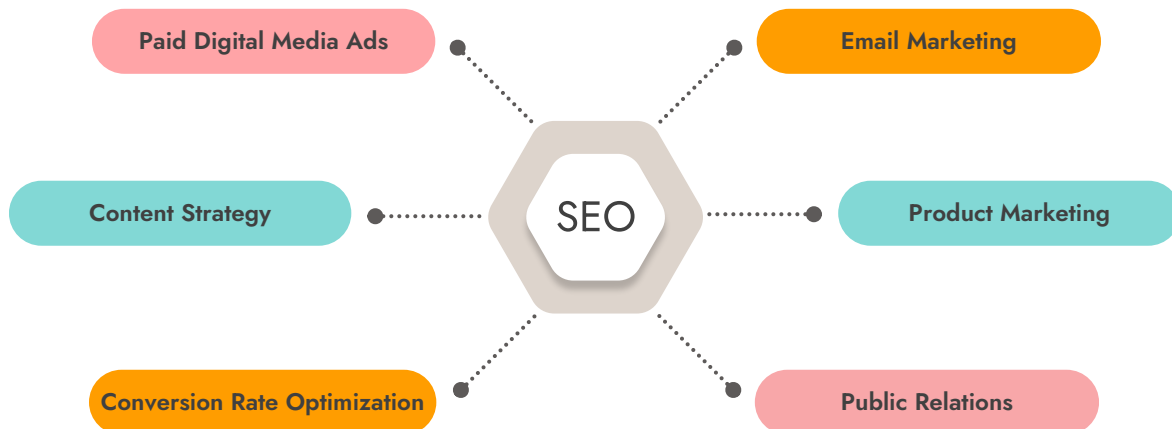 Paid Digital Media Ads
Email Marketing
Content Strategy
SEO
Product Marketing
Conversion Rate Optimization
Public Relations